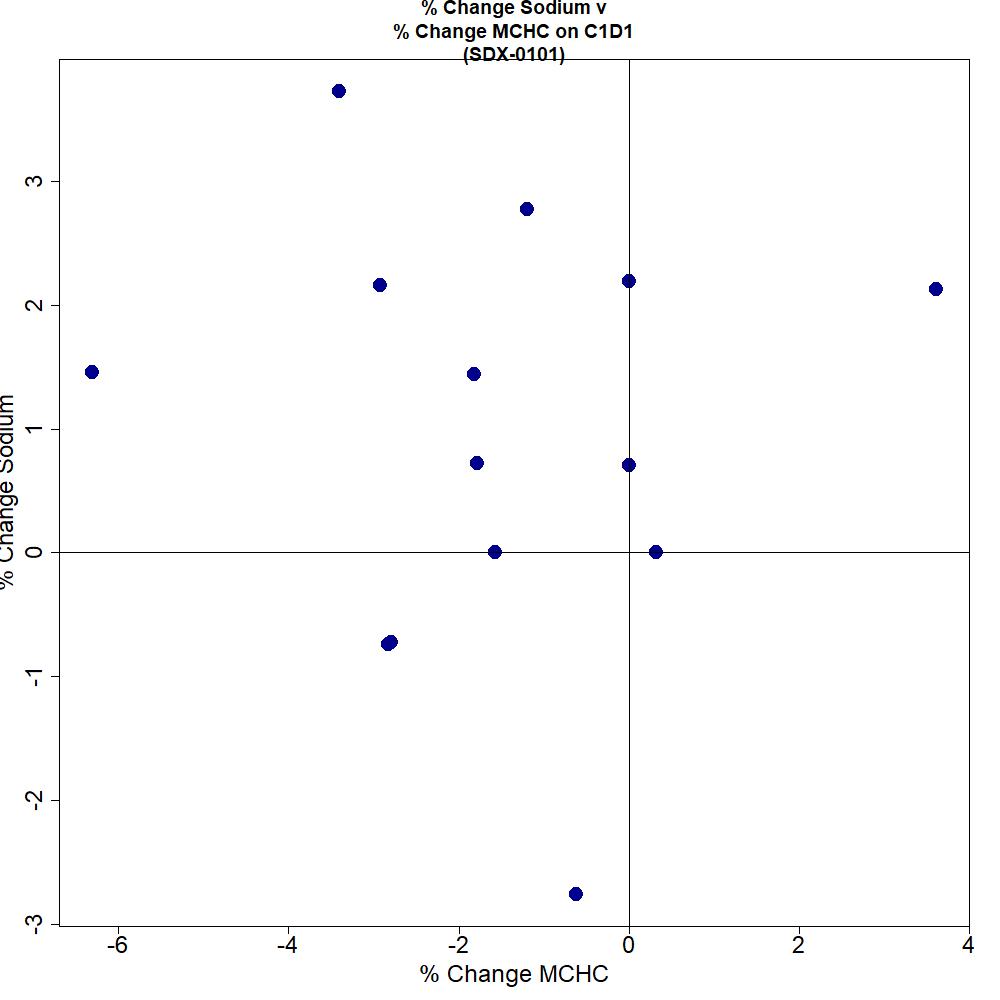 % Change Sodium v
% Change MCHC on C1D1
(SDX-0101)
3
2
1
0
-1
-2
-3
% Change Sodium
-6
-4
-2
0
2
4
% Change MCHC